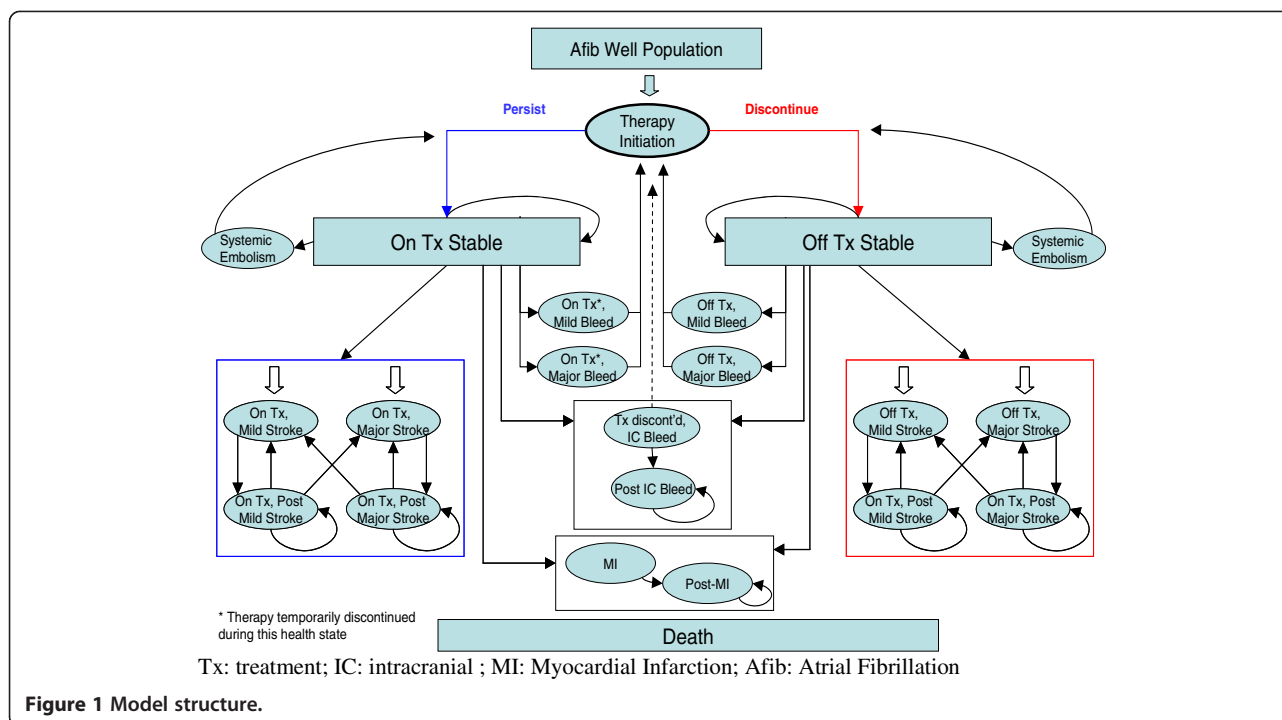 Afib Well Population
Persist
Discontinue
Therapy
Initiation
On Tx Stable
Off Tx Stable
Systemic
Embolism
Systemic
Embolism
On Tx*,
Mild Bleed
Off Tx,
Mild Bleed
On Tx*,
Major Bleed
Off Tx,
Major Bleed
On Tx,
Mild Stroke
On Tx,
Major Stroke
On Tx, Post
Mild Stroke
On Tx, Post
Major Stroke
Tx discont'd,
IC Bleed
Post IC Bleed
Off Tx,
Mild Stroke
Off Tx,
Major Stroke
On Tx, Post
Mild Stroke
On Tx, Post
Major Stroke
MI
Post-MI
* Therapy temporarily discontinued
during this health state
Death
Tx: treatment; IC: intracranial ; MI: Myocardial Infarction; Afib: Atrial Fibrillation
Figure 1 Model structure.